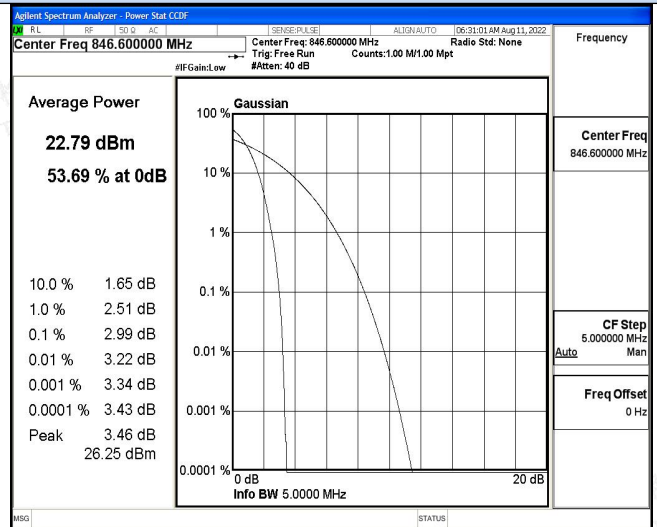 Agilent Spectrum Analyzer - Power Stat CCDF
LXI RL RF 50 Ω AC SENSE:PULSE ALIGN AUTO 06:31:01 AM Aug 11, 2022
Center Freq 846.600000 MHz
Center Freq: 846.600000 MHz Radio Std: None
Trig: Free Run Counts:1.00 M/1.00 Mpt
#IFGain:Low #Atten: 40 dB
Frequency
Average Power
22.79 dBm
53.69 % at 0dB
10.0 % 1.65 dB
1.0 % 2.51 dB
0.1 % 2.99 dB
0.01 % 3.22 dB
0.001 % 3.34 dB
0.0001 % 3.43 dB
Peak 3.46 dB
26.25 dBm
Gaussian
100 %
10 %
1 %
0.1 %
0.01 %
0.001 %
0.0001 %
0 dB 20 dB
Info BW 5.0000 MHz
Center Freq
846.600000 MHz
CF Step
5.000000 MHz
Auto Man
Freq Offset
0 Hz
MSG STATUS